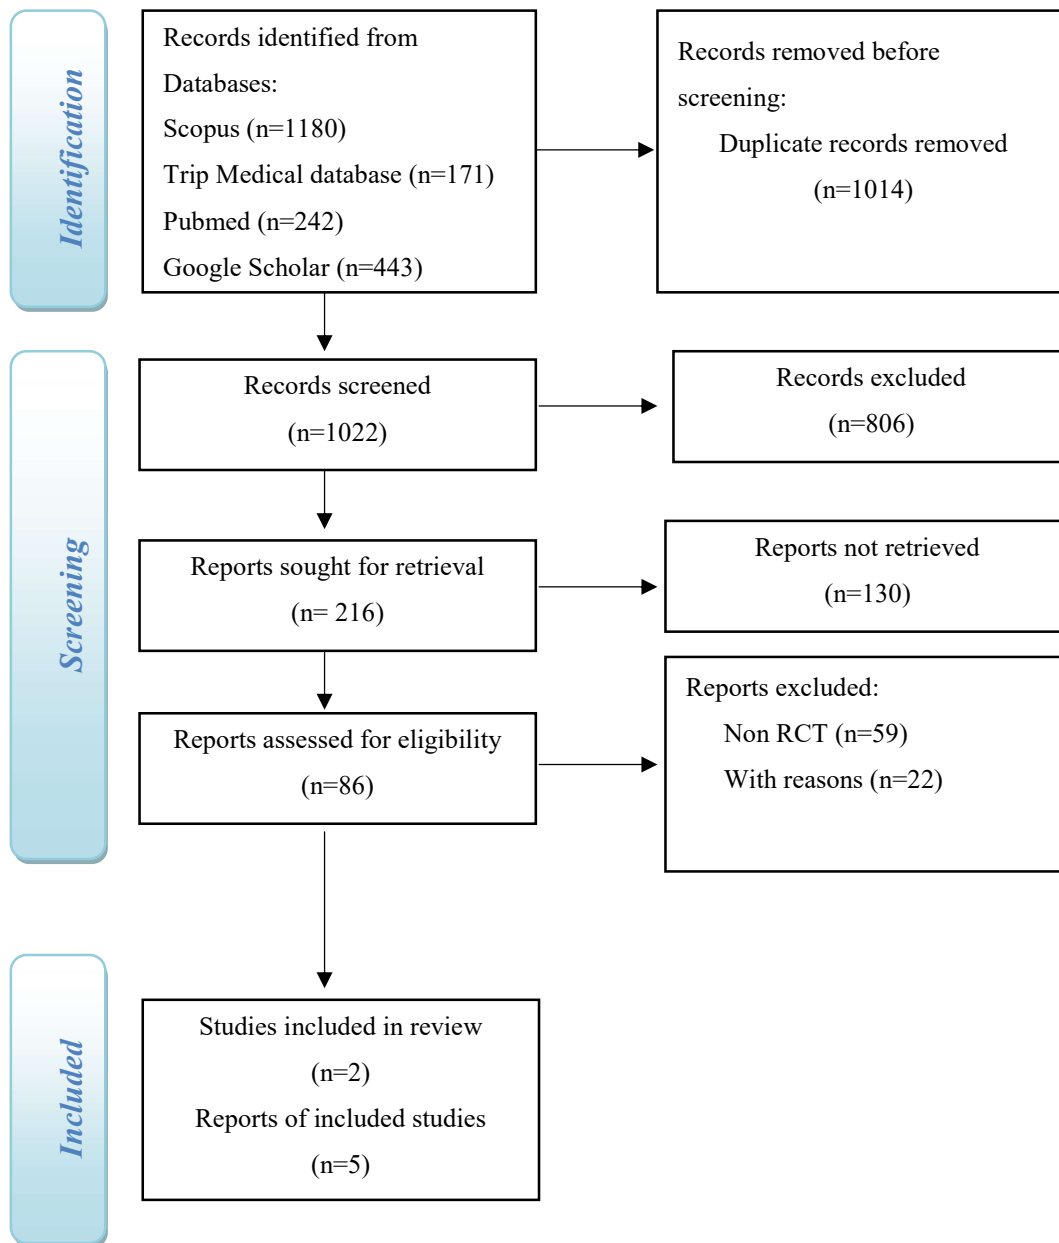 Identification
Records identified from
Databases:
Scopus (n=1180)
Trip Medical database (n=171)
Pubmed (n=242)
Google Scholar (n=443)
Records removed before
screening:
Duplicate records removed
(n=1014)
Screening
Records screened
(n=1022)
Records excluded
(n=806)
Reports sought for retrieval
(n= 216)
Reports not retrieved
(n=130)
Reports assessed for eligibility
(n=86)
Reports excluded:
Non RCT (n=59)
With reasons (n=22)
Included
Studies included in review
(n=2)
Reports of included studies
(n=5)